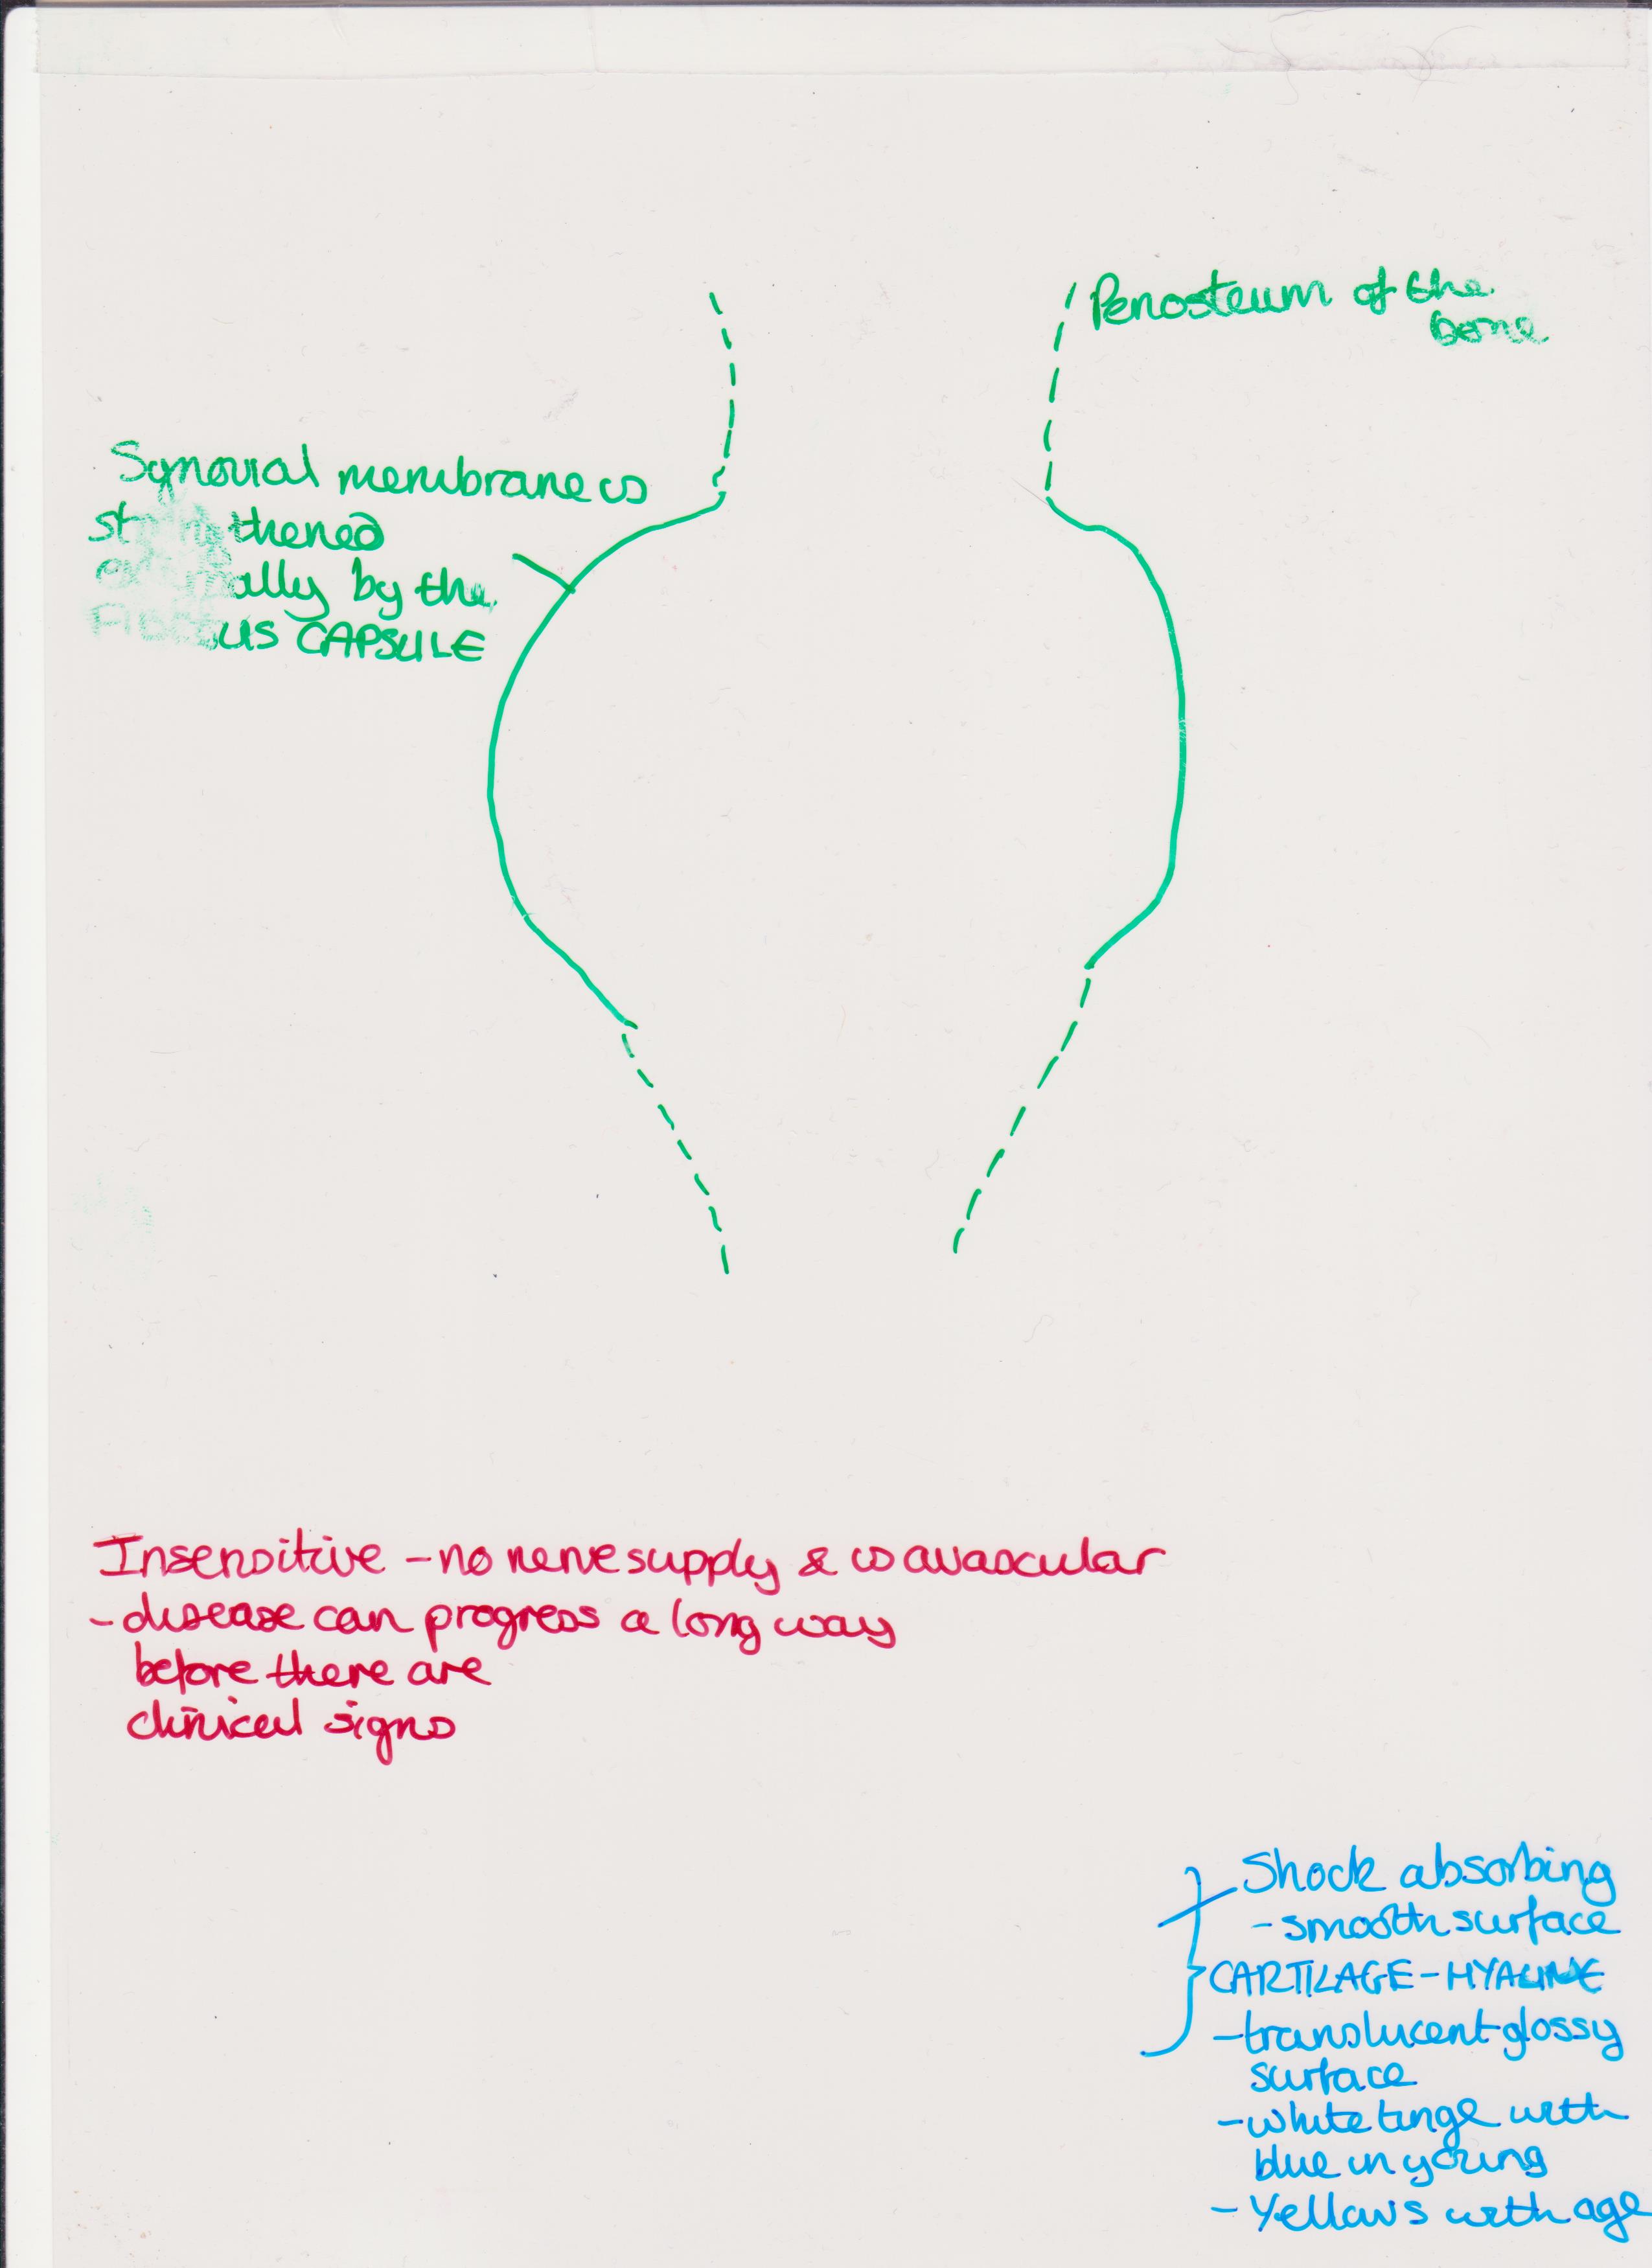 Periosteum of the
bone
Synovial membrane is
strengthened
externally by the
FIBROUS CAPSULE
Insensitive - no nerve supply & is avascular
- disease can progress a long way
before there are
clinical signs
Shock absorbing
- smooth surface
CARTILAGE - HYALINE
- translucent glossy
surface
- white tinge with
blue in young
- Yellows with age